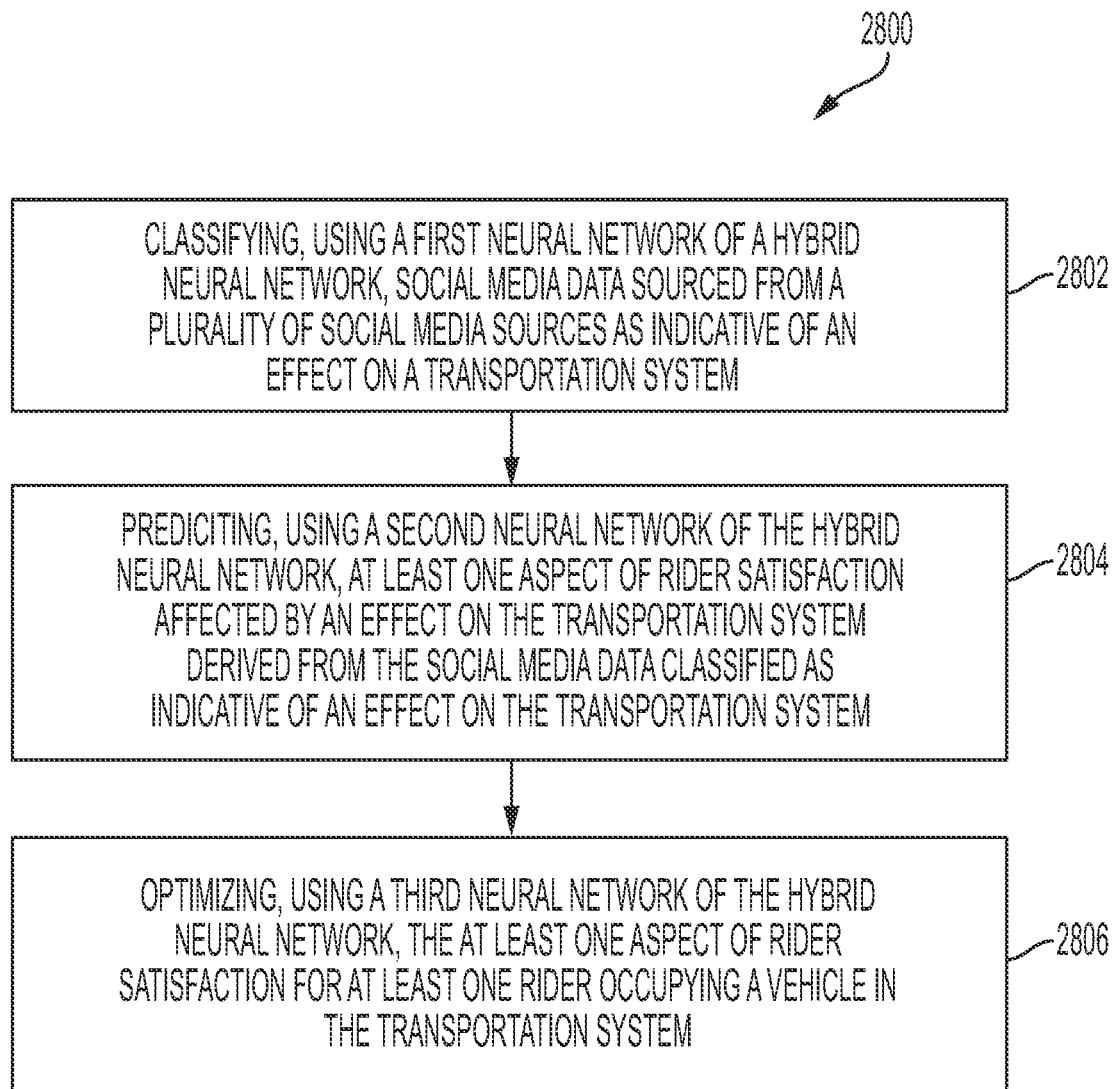 2800
CLASSIFYING, USING A FIRST NEURAL NETWORK OF A HYBRID
NEURAL NETWORK, SOCIAL MEDIA DATA SOURCED FROM A
PLURALITY OF SOCIAL MEDIA SOURCES AS INDICATIVE OF AN
EFFECT ON A TRANSPORTATION SYSTEM
2802
PREDICITING, USING A SECOND NEURAL NETWORK OF THE HYBRID
NEURAL NETWORK, AT LEAST ONE ASPECT OF RIDER SATISFACTION
AFFECTED BY AN EFFECT ON THE TRANSPORTATION SYSTEM
DERIVED FROM THE SOCIAL MEDIA DATA CLASSIFIED AS
INDICATIVE OF AN EFFECT ON THE TRANSPORTATION SYSTEM
2804
OPTIMIZING, USING A THIRD NEURAL NETWORK OF THE HYBRID
NEURAL NETWORK, THE AT LEAST ONE ASPECT OF RIDER
SATISFACTION FOR AT LEAST ONE RIDER OCCUPYING A VEHICLE IN
THE TRANSPORTATION SYSTEM
2806